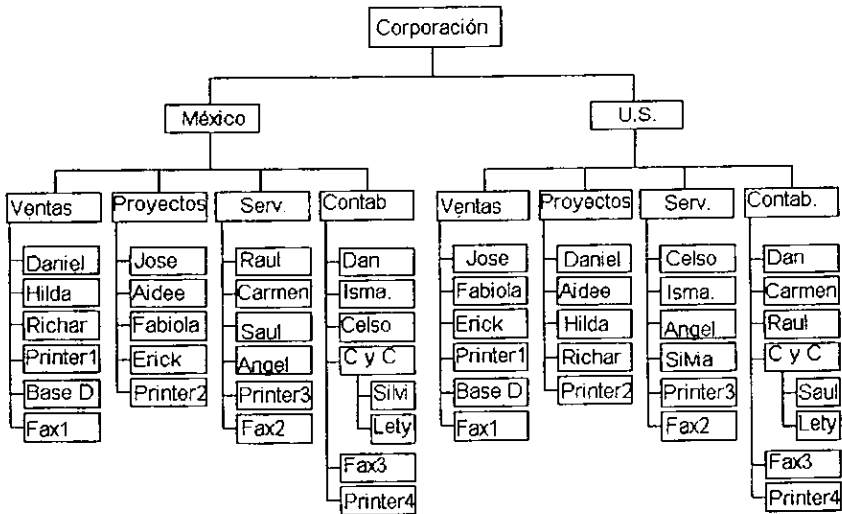 Corporación
México
U.S.
Ventas
Daniel
Hilda
Richar
Printer1
Base D
Fax1
Proyectos
Jose
Aidee
Fabiola
Erick
Printer2
Serv.
Raul
Carmen
Saul
Angel
Printer3
Fax2
Contab
Dan
Isma.
Celso
C y C
Silvi
Lety
Fax3
Printer4
Ventas
Jose
Fabiola
Erick
Printer1
Base D
Fax1
Proyectos
Daniel
Aidee
Hilda
Richar
Printer2
Serv.
Celso
Isma.
Angel
Silvia
Printer3
Fax2
Contab.
Dan
Carmen
Raul
C y C
Saul
Lety
Fax3
Printer4